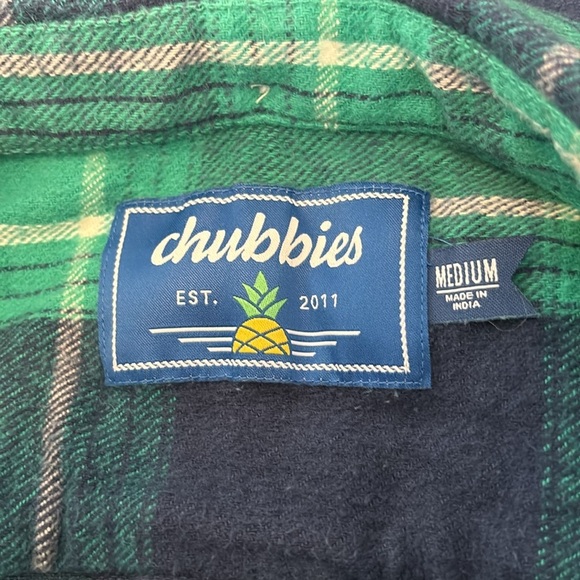 chubbies
EST. 2011
MEDIUM
MADE IN
INDIA